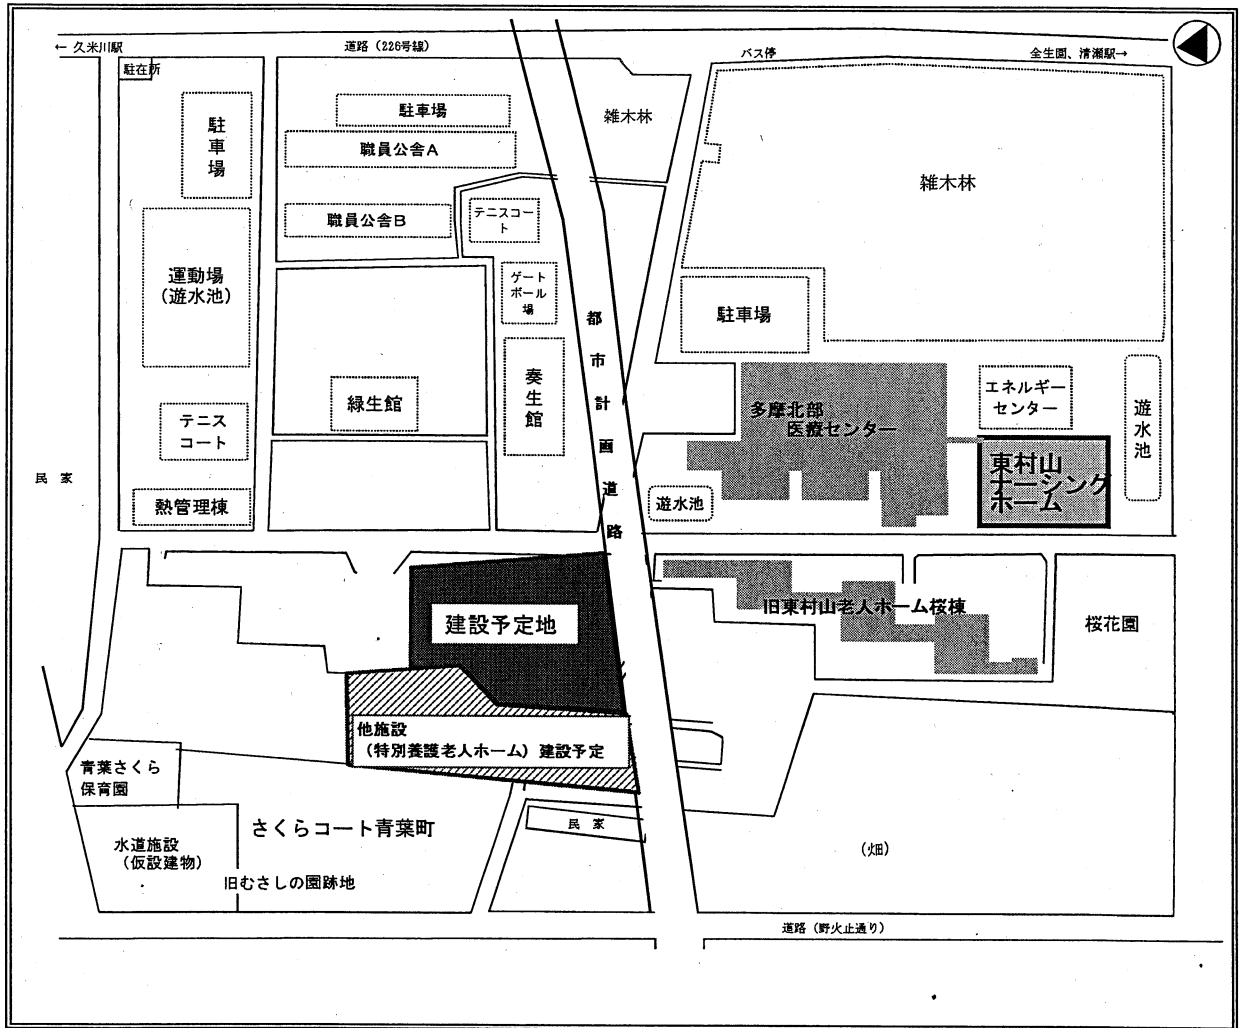 ← 久米川駅
道路（226号線）
バス停
全生園、清瀬駅→
駐在所
駐車場
駐車場
職員公舎A
雑木林
雑木林
職員公舎B
テニスコー
ト
運動場
（遊水池）
ゲート
ボール
場
駐車場
都市計画道路
奏生館
緑生館
エネルギー
センター
遊水池
テニス
コート
多摩北部
医療センター
東村山
ナーシング
ホーム
民 家
熱管理棟
遊水池
建設予定地
旧東村山老人ホーム桜棟
桜花園
他施設
（特別養護老人ホーム）建設予定
青葉さくら
保育園
さくらコート青葉町
民 家
水道施設
（仮設建物）
（畑）
旧むさしの園跡地
道路（野火止通り）